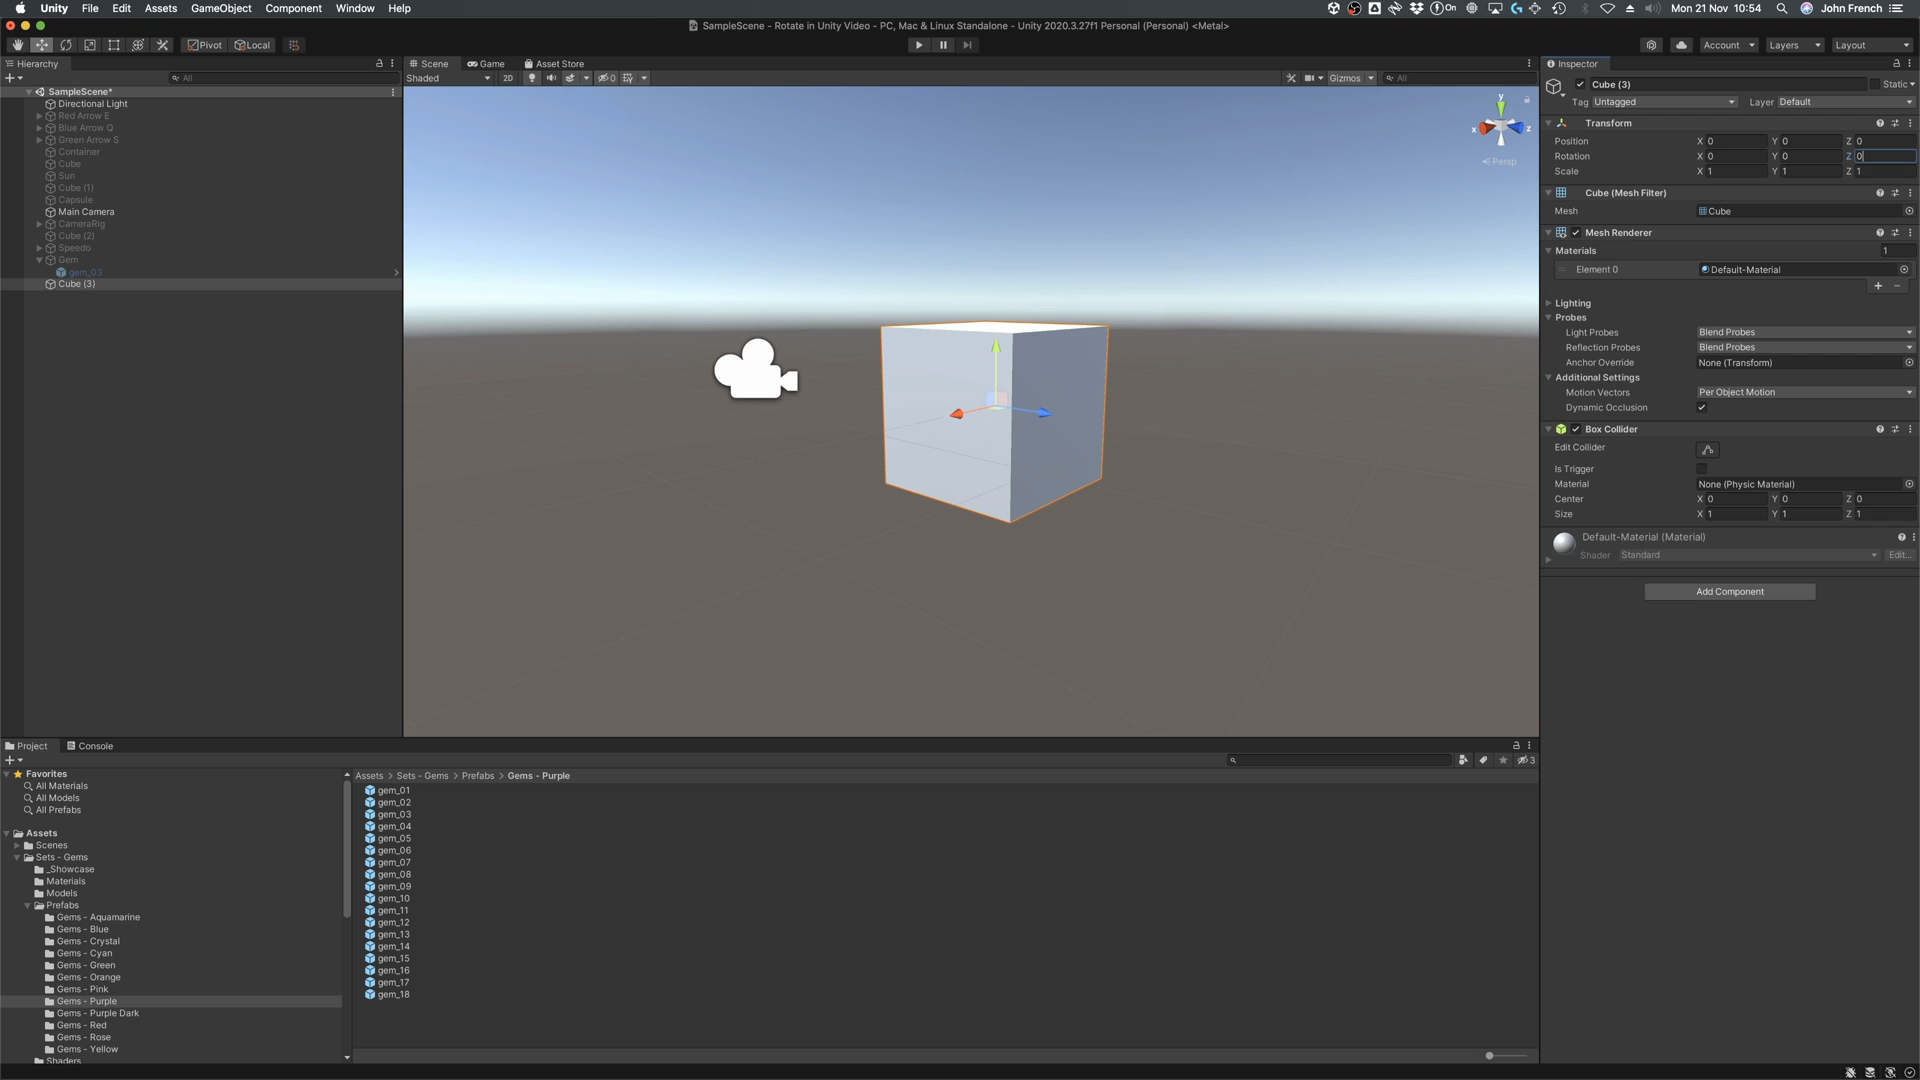 Unity File Edit Assets GameObject Component Window Help
On Mon 21 Nov 10:54 John French
SampleScene - Rotate in Unity Video - PC, Mac & Linux Standalone - Unity 2020.3.27f1 Personal (Personal) <Metal>
Pivot Local Account Layers Layout
Hierarchy
All
SampleScene*
Directional Light
Red Arrow E
Blue Arrow Q
Green Arrow S
Container
Cube
Sun
Cube (1)
Capsule
Main Camera
CameraRig
Cube (2)
Speedo
Gem
gem_03
Cube (3)
Scene Game Asset Store
Shaded 2D 0 Gizmos All
y
x z
Persp
Inspector
Cube (3) Static
Tag Untagged Layer Default
Transform
Position X 0 Y 0 Z 0
Rotation X 0 Y 0 Z 0
Scale X 1 Y 1 Z 1
Cube (Mesh Filter)
Mesh Cube
Mesh Renderer
Materials 1
Element 0 Default-Material
Lighting
Probes
Light Probes Blend Probes
Reflection Probes Blend Probes
Anchor Override None (Transform)
Additional Settings
Motion Vectors Per Object Motion
Dynamic Occlusion
Box Collider
Edit Collider
Is Trigger
Material None (Physic Material)
Center X 0 Y 0 Z 0
Size X 1 Y 1 Z 1
Default-Material (Material)
Shader Standard Edit...
Add Component
Project Console
3
Favorites
All Materials
All Models
All Prefabs
Assets
Scenes
Sets - Gems
_Showcase
Materials
Models
Prefabs
Gems - Aquamarine
Gems - Blue
Gems - Crystal
Gems - Cyan
Gems - Green
Gems - Orange
Gems - Pink
Gems - Purple
Gems - Purple Dark
Gems - Red
Gems - Rose
Gems - Yellow
Shaders
Assets > Sets - Gems > Prefabs > Gems - Purple
gem_01
gem_02
gem_03
gem_04
gem_05
gem_06
gem_07
gem_08
gem_09
gem_10
gem_11
gem_12
gem_13
gem_14
gem_15
gem_16
gem_17
gem_18